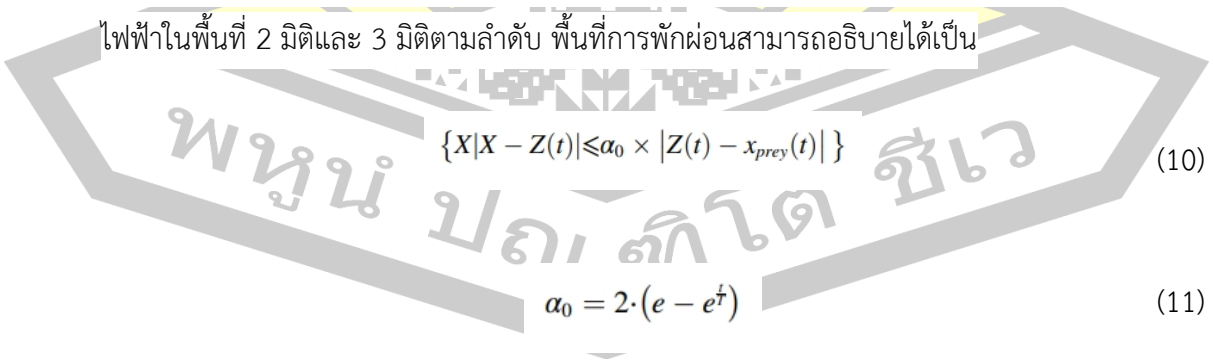 ไฟฟ้าในพื้นที่ 2 มิติและ 3 มิติตามลำดับ พื้นที่การพักผ่อนสามารถอธิบายได้เป็น
{X|X − Z(t)|⩽α₀ × |Z(t) − x_prey(t)| } (10)
พหูนํ ปณฺฑิโต ชีเว
α₀ = 2·(e − e^(t/T)) (11)